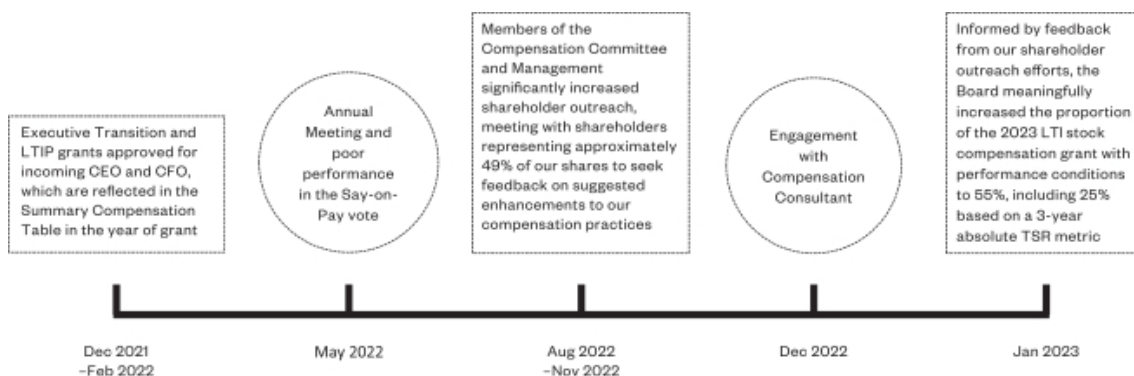 Executive Transition and
LTIP grants approved for
incoming CEO and CFO,
which are reflected in the
Summary Compensation
Table in the year of grant
Annual
Meeting and
poor
performance
in the Say-on-
Pay vote
Members of the
Compensation Committee
and Management
significantly increased
shareholder outreach,
meeting with shareholders
representing approximately
49% of our shares to seek
feedback on suggested
enhancements to our
compensation practices
Engagement
with
Compensation
Consultant
Informed by feedback
from our shareholder
outreach efforts, the
Board meaningfully
increased the proportion
of the 2023 LTI stock
compensation grant with
performance conditions
to 55%, including 25%
based on a 3-year
absolute TSR metric
Dec 2021
–Feb 2022
May 2022
Aug 2022
–Nov 2022
Dec 2022
Jan 2023